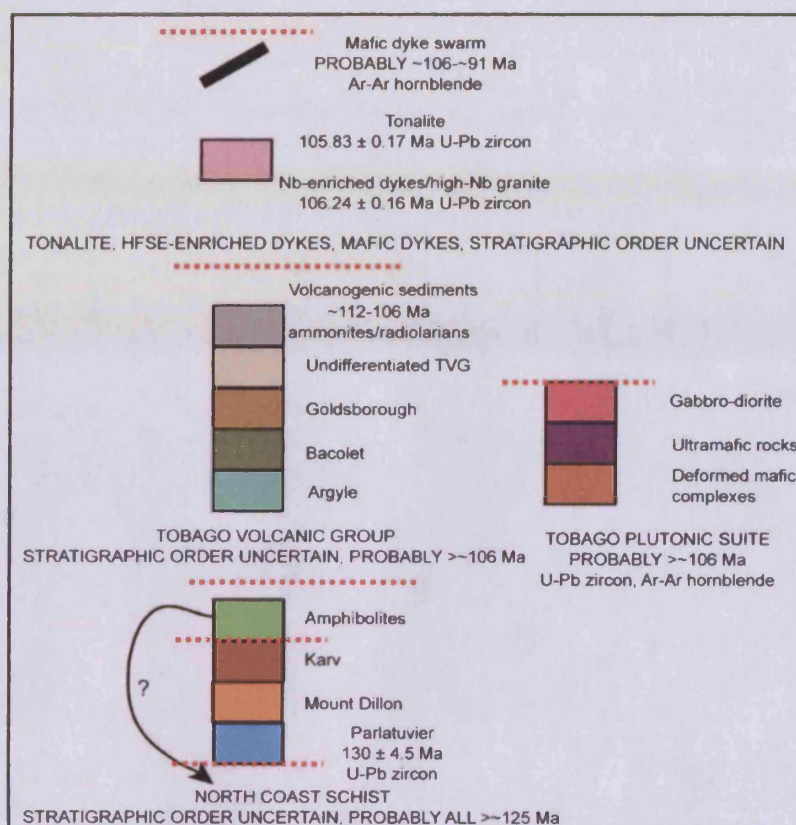 Mafic dyke swarm
PROBABLY ~106-~91 Ma
Ar-Ar hornblende
Tonalite
105.83 ± 0.17 Ma U-Pb zircon
Nb-enriched dykes/high-Nb granite
106.24 ± 0.16 Ma U-Pb zircon
TONALITE, HFSE-ENRICHED DYKES, MAFIC DYKES, STRATIGRAPHIC ORDER UNCERTAIN
Volcanogenic sediments
~112-106 Ma
ammonites/radiolarians
Undifferentiated TVG
Goldsborough
Bacolet
Argyle
TOBAGO VOLCANIC GROUP
STRATIGRAPHIC ORDER UNCERTAIN, PROBABLY >~106 Ma
Gabbro-diorite
Ultramafic rocks
Deformed mafic
complexes
TOBAGO PLUTONIC SUITE
PROBABLY >~106 Ma
U-Pb zircon, Ar-Ar hornblende
Amphibolites
Karv
?
Mount Dillon
Parlatuvier
130 ± 4.5 Ma
U-Pb zircon
NORTH COAST SCHIST
STRATIGRAPHIC ORDER UNCERTAIN, PROBABLY ALL >~125 Ma